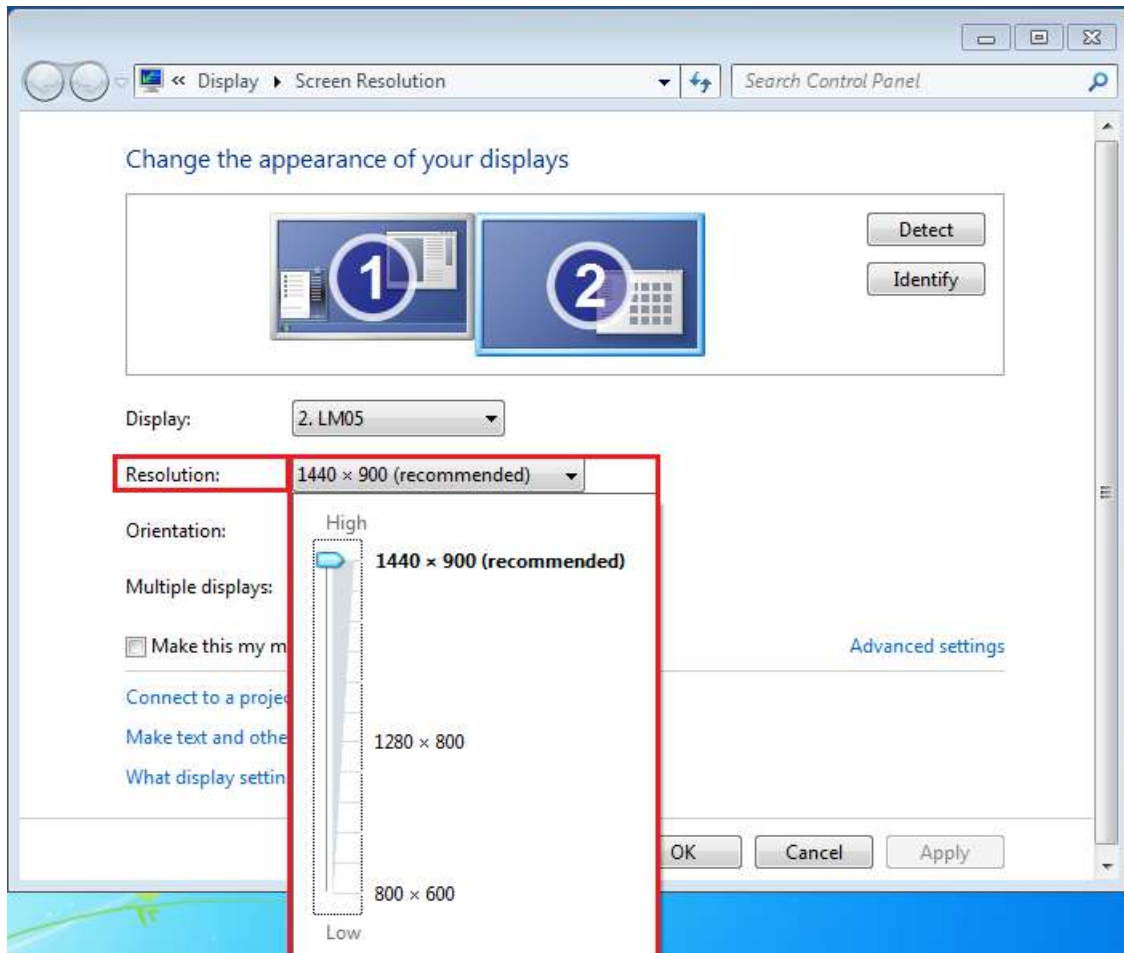 « Display ▸ Screen Resolution Search Control Panel
Change the appearance of your displays
1 2
Detect
Identify
Display: 2. LM05
Resolution: 1440 × 900 (recommended)
Orientation:
High
1440 × 900 (recommended)
Multiple displays:
Make this my m
Advanced settings
Connect to a projec
1280 × 800
Make text and othe
What display settin
OK Cancel Apply
800 × 600
Low